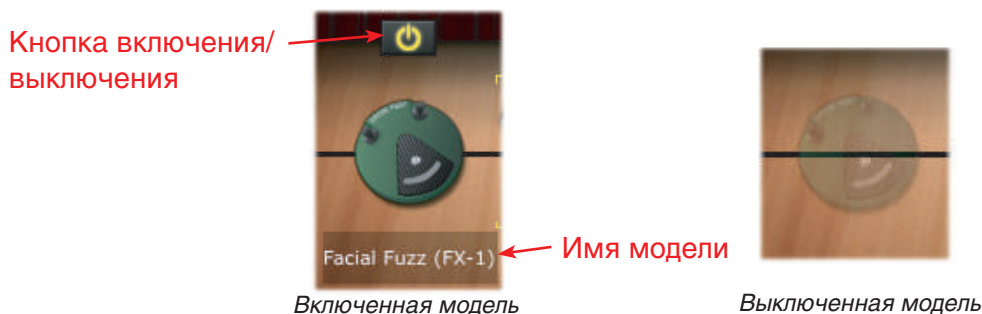 Кнопка включения/
выключения
Facial Fuzz (FX-1)
Имя модели
Включенная модель
Выключенная модель